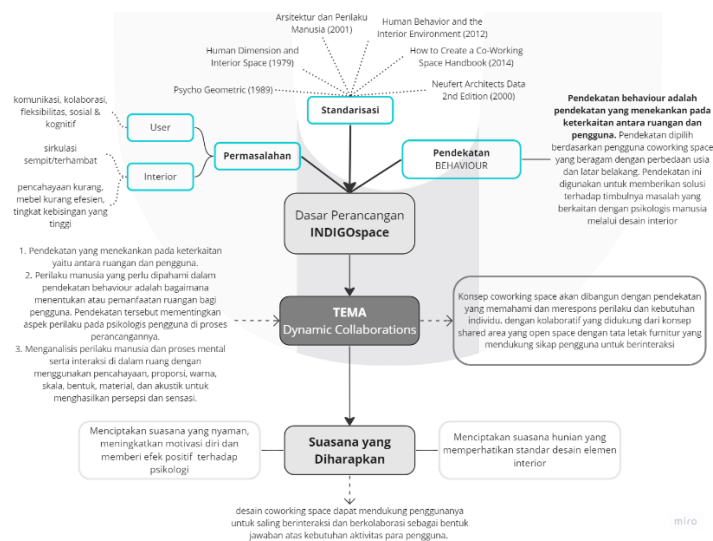 Arsitektur dan Perilaku
Manusia (2001)
Human Behavior and the
Interior Environment (2012)
Human Dimension and
Interior Space (1979)
How to Create a Co-Working
Space Handbook (2014)
Psycho Geometric (1989)
Neufert Architects Data
2nd Edition (2000)
Standarisasi
komunikasi, kolaborasi,
fleksibilitas, sosial &
kognitif
User
sirkulasi
sempit/terhambat
Interior
pencahayaan kurang,
mebel kurang efesien,
tingkat kebisingan yang
tinggi
Permasalahan
Pendekatan
BEHAVIOUR
Pendekatan behaviour adalah
pendekatan yang menekankan pada
keterkaitan antara ruangan dan
pengguna. Pendekatan dipilih
berdasarkan pengguna coworking space
yang beragam dengan perbedaan usia
dan latar belakang. Pendekatan ini
digunakan untuk memberikan solusi
terhadap timbulnya masalah yang
berkaitan dengan psikologis manusia
melalui desain interior
Dasar Perancangan
INDIGOspace
1. Pendekatan yang menekankan pada keterkaitan
yaitu antara ruangan dan pengguna.
2. Perilaku manusia yang perlu dipahami dalam
pendekatan behaviour adalah bagaimana
menentukan atau pemanfaatan ruangan bagi
pengguna. Pendekatan tersebut mementingkan
aspek perilaku pada psikologis pengguna di proses
perancangannya.
3. Menganalisis perilaku manusia dan proses mental
serta interaksi di dalam ruang dengan
menggunakan pencahayaan, proporsi, warna,
skala, bentuk, material, dan akustik untuk
menghasilkan persepsi dan sensasi.
TEMA
Dynamic Collaborations
Konsep coworking space akan dibangun dengan pendekatan
yang memahami dan merespons perilaku dan kebutuhan
individu. dengan kolaboratif yang didukung dari konsep
shared area yang open space dengan tata letak furnitur yang
mendukung sikap pengguna untuk berinteraksi
Menciptakan suasana yang nyaman,
meningkatkan motivasi diri dan
memberi efek positif terhadap
psikologi
Suasana yang
Diharapkan
Menciptakan suasana hunian yang
memperhatikan standar desain elemen
interior
desain coworking space dapat mendukung penggunanya
untuk saling berinteraksi dan berkolaborasi sebagai bentuk
jawaban atas kebutuhan aktivitas para pengguna.
miro